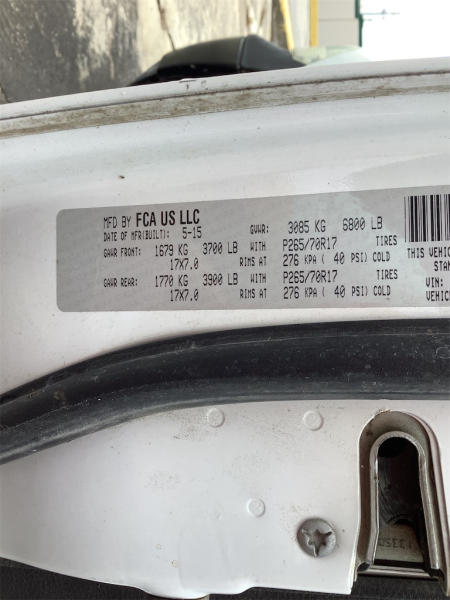 MFD BY FCA US LLC
DATE OF MFR(BUILT): 5-15 GVWR: 3085 KG 6800 LB
GAWR FRONT: 1679 KG 3700 LB WITH P265/70R17 TIRES
17X7.0 RIMS AT 276 KPA ( 40 PSI) COLD
GAWR REAR: 1770 KG 3900 LB WITH P265/70R17 TIRES
17X7.0 RIMS AT 276 KPA ( 40 PSI) COLD
THIS VEHIC
STAN
VIN:
VEHIC